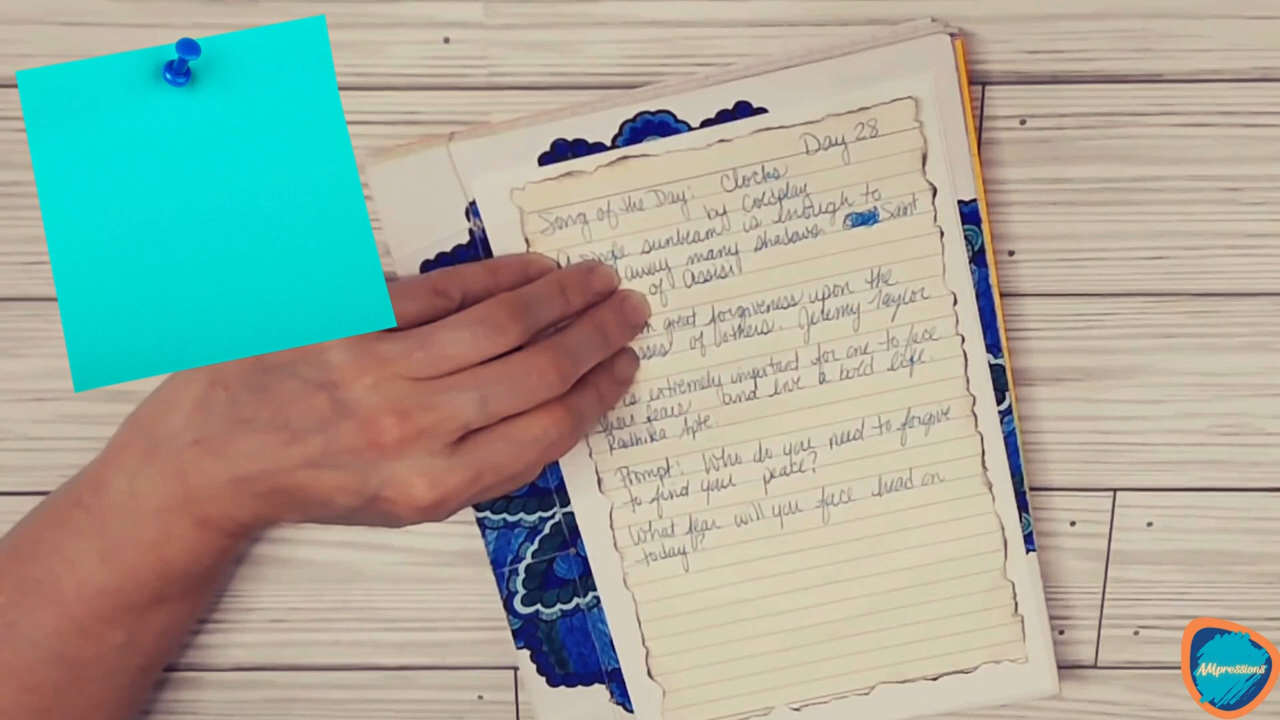 Day 28
Song of the Day: Clocks
by Coldplay
A single sunbeam is enough to
away many shadows. Saint
of Assisi
great forgiveness upon the
of others. Jeremy Taylor
is extremely important for one to face
their fears and live a bold life.
Radhika Apte.
Prompt: Who do you need to forgive
to find your peace?
What fear will you face head on
today?
AMpressions